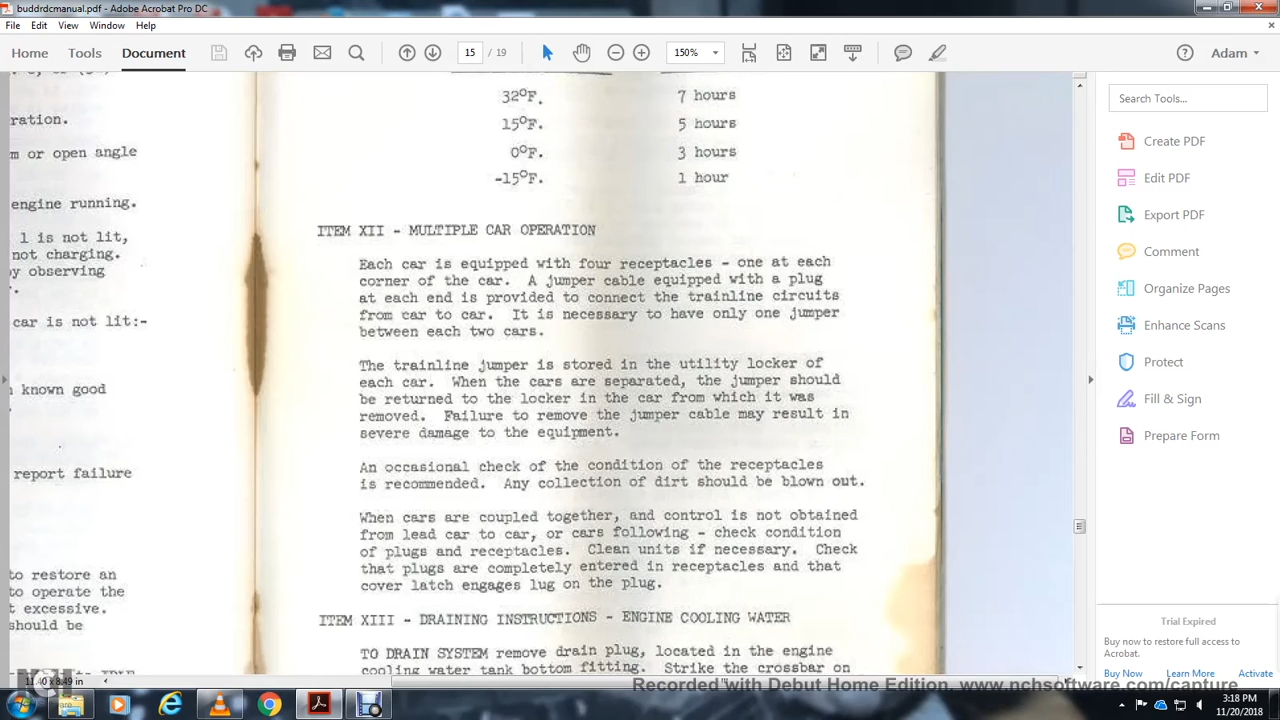 buddrdcmanual.pdf - Adobe Acrobat Pro DC
File Edit View Window Help
Home Tools Document 15 / 19 150% Adam
ration.
m or open angle
engine running.
l is not lit,
not charging.
by observing
car is not lit:-
known good
report failure
to restore an
to operate the
t excessive.
should be
32°F. 7 hours
15°F. 5 hours
0°F. 3 hours
-15°F. 1 hour
ITEM XII - MULTIPLE CAR OPERATION
Each car is equipped with four receptacles - one at each
corner of the car. A jumper cable equipped with a plug
at each end is provided to connect the trainline circuits
from car to car. It is necessary to have only one jumper
between each two cars.
The trainline jumper is stored in the utility locker of
each car. When the cars are separated, the jumper should
be returned to the locker in the car from which it was
removed. Failure to remove the jumper cable may result in
severe damage to the equipment.
An occasional check of the condition of the receptacles
is recommended. Any collection of dirt should be blown out.
When cars are coupled together, and control is not obtained
from lead car to car, or cars following - check condition
of plugs and receptacles. Clean units if necessary. Check
that plugs are completely entered in receptacles and that
cover latch engages lug on the plug.
ITEM XIII - DRAINING INSTRUCTIONS - ENGINE COOLING WATER
TO DRAIN SYSTEM remove drain plug, located in the engine
cooling water tank bottom fitting. Strike the crossbar on
Search Tools...
Create PDF
Edit PDF
Export PDF
Comment
Organize Pages
Enhance Scans
Protect
Fill & Sign
Prepare Form
Trial Expired
Buy now to restore full access to
Acrobat.
Buy Now Learn More Activate
11.40 x 8.49 in
Recorded with Debut Home Edition. www.nchsoftware.com/capture
3:18 PM
11/20/2018